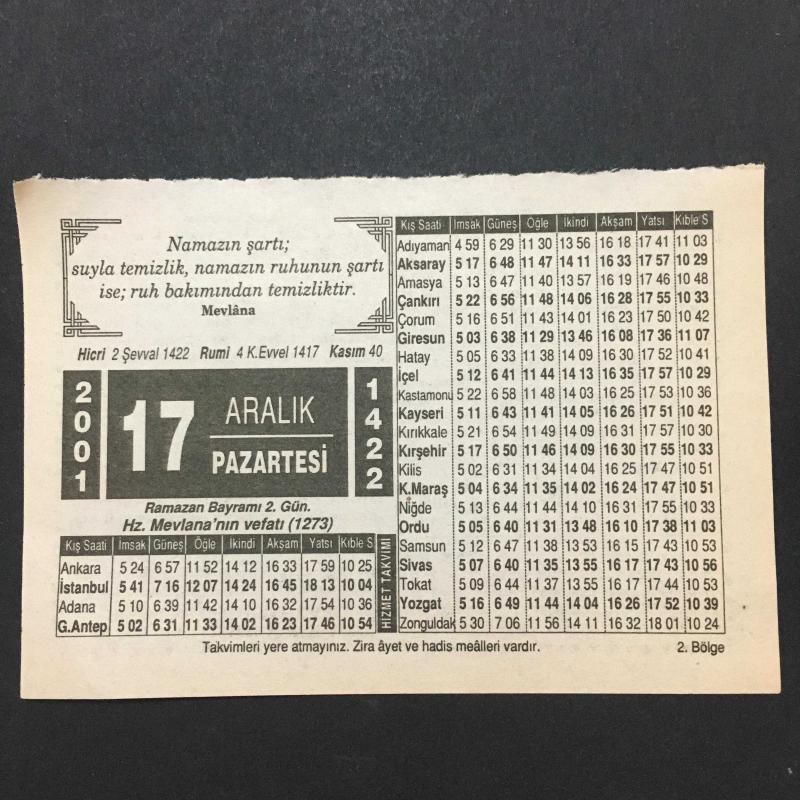 Namazın şartı;
suyla temizlik, namazın ruhunun şartı
ise; ruh bakımından temizliktir.
Mevlâna
Hicri 2 Şevval 1422 Rumi 4 K.Evvel 1417 Kasım 40
2001
17
ARALIK
PAZARTESİ
1422
Ramazan Bayramı 2. Gün.
Hz. Mevlana'nın vefatı (1273)
Kış Saati İmsak Güneş Öğle İkindi Akşam Yatsı Kıble S
Ankara 5 24 6 57 11 52 14 12 16 33 17 59 10 25
İstanbul 5 41 7 16 12 07 14 24 16 45 18 13 10 04
Adana 5 10 6 39 11 42 14 10 16 32 17 54 10 36
G.Antep 5 02 6 31 11 33 14 02 16 23 17 46 10 54
HİZMET TAKVİMİ
Kış Saati İmsak Güneş Öğle İkindi Akşam Yatsı Kıble S
Adıyaman 4 59 6 29 11 30 13 56 16 18 17 41 11 03
Aksaray 5 17 6 48 11 47 14 11 16 33 17 57 10 29
Amasya 5 13 6 47 11 40 13 57 16 19 17 46 10 48
Çankırı 5 22 6 56 11 48 14 06 16 28 17 55 10 33
Çorum 5 16 6 51 11 43 14 01 16 23 17 50 10 42
Giresun 5 03 6 38 11 29 13 46 16 08 17 36 11 07
Hatay 5 05 6 33 11 38 14 09 16 30 17 52 10 41
İçel 5 12 6 41 11 44 14 13 16 35 17 57 10 29
Kastamonu 5 22 6 58 11 48 14 03 16 25 17 53 10 36
Kayseri 5 11 6 43 11 41 14 05 16 26 17 51 10 42
Kırıkkale 5 21 6 54 11 49 14 09 16 31 17 57 10 30
Kırşehir 5 17 6 50 11 46 14 09 16 30 17 55 10 33
Kilis 5 02 6 31 11 34 14 04 16 25 17 47 10 51
K.Maraş 5 04 6 34 11 35 14 02 16 24 17 47 10 51
Niğde 5 13 6 44 11 44 14 10 16 31 17 55 10 33
Ordu 5 05 6 40 11 31 13 48 16 10 17 38 11 03
Samsun 5 12 6 47 11 38 13 53 16 15 17 43 10 53
Sivas 5 07 6 40 11 35 13 55 16 17 17 43 10 56
Tokat 5 09 6 44 11 37 13 55 16 17 17 44 10 53
Yozgat 5 16 6 49 11 44 14 04 16 26 17 52 10 39
Zonguldak 5 30 7 06 11 56 14 11 16 32 18 01 10 24
Takvimleri yere atmayınız. Zira âyet ve hadis meâlleri vardır. 2. Bölge